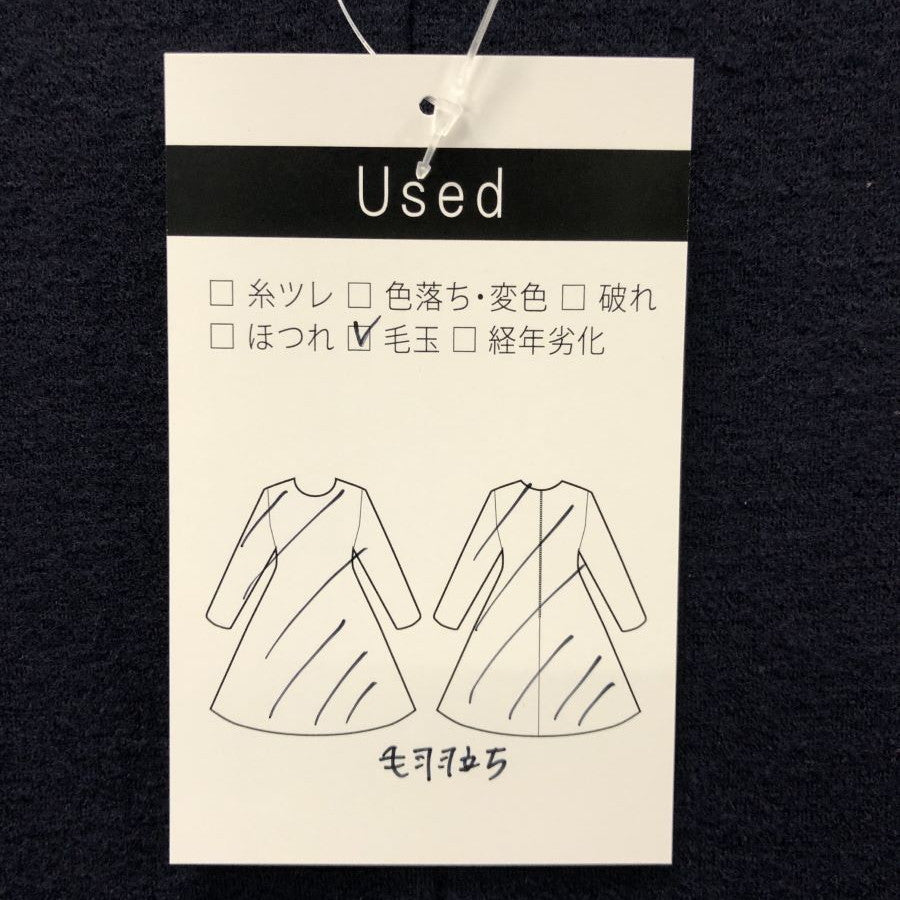 Used
□ 糸ツレ □ 色落ち・変色 □ 破れ
□ ほつれ ☑ 毛玉 □ 経年劣化
毛羽立ち